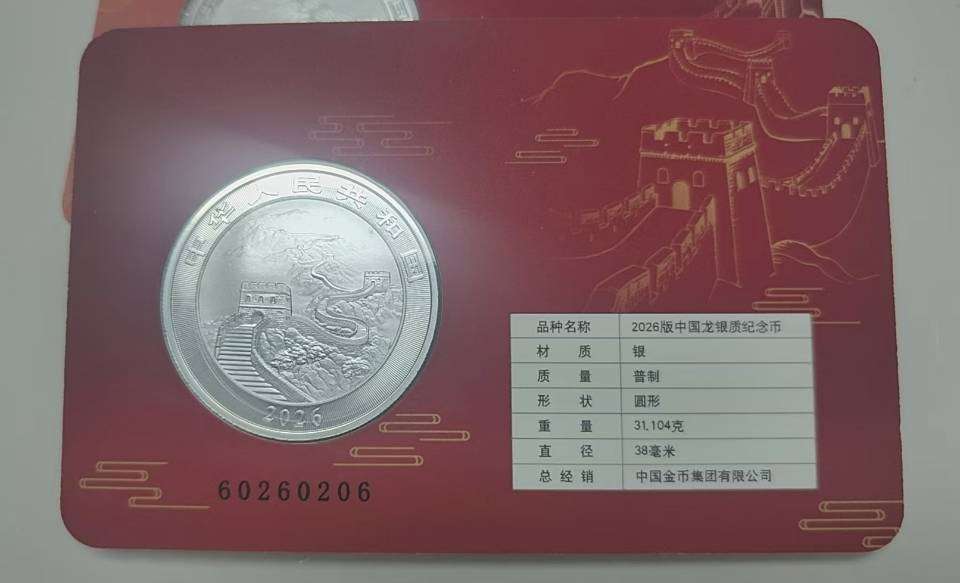 中华人民共和国
2026
60260206
品种名称 2026版中国龙银质纪念币
材 质 银
质 量 普制
形 状 圆形
重 量 31.104克
直 径 38毫米
总 经 销 中国金币集团有限公司